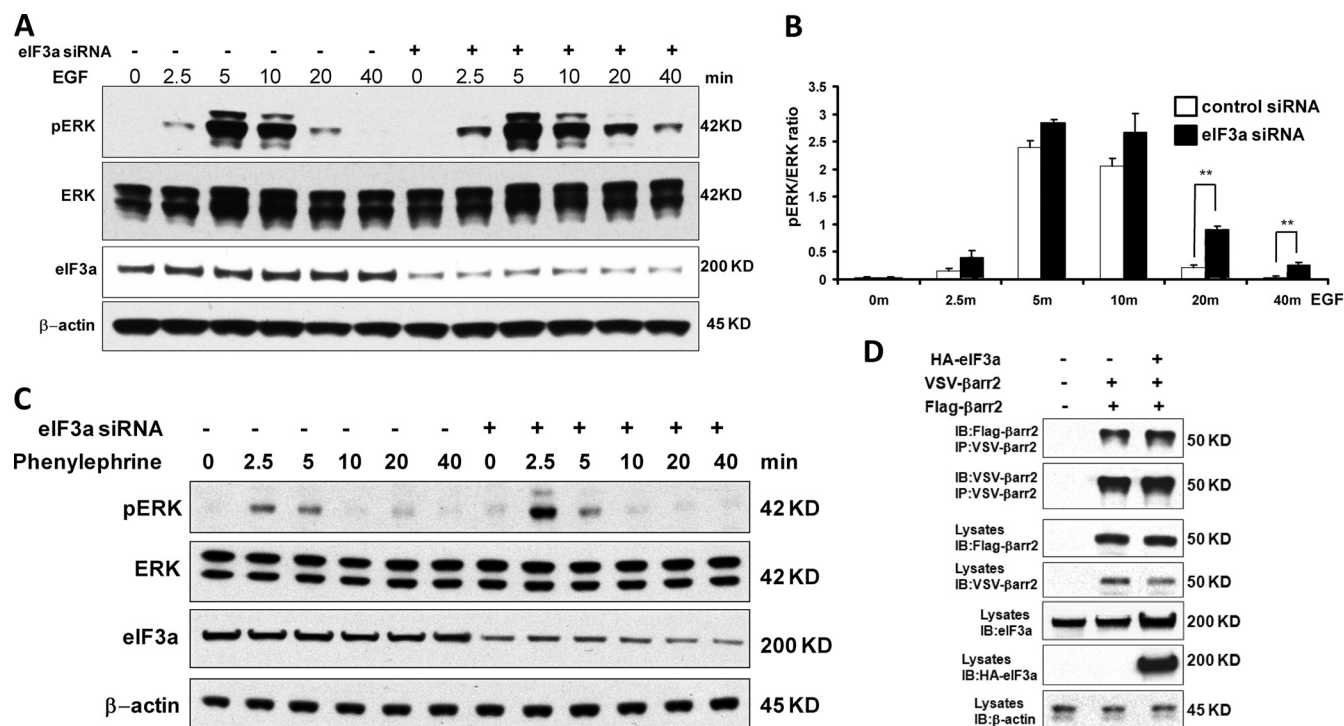 A
eIF3a siRNA - - - - - - + + + + + +
EGF 0 2.5 5 10 20 40 0 2.5 5 10 20 40 min
pERK 42KD
ERK 42KD
eIF3a 200 KD
β-actin 45 KD
B
pERK/ERK ratio
3.5
3
2.5
2
1.5
1
0.5
0
control siRNA
eIF3a siRNA
**
**
0m 2.5m 5m 10m 20m 40m EGF
C
eIF3a siRNA - - - - - - + + + + + +
Phenylephrine 0 2.5 5 10 20 40 0 2.5 5 10 20 40 min
pERK 42 KD
ERK 42 KD
eIF3a 200 KD
β-actin 45 KD
D
HA-eIF3a - - +
VSV-βarr2 - + +
Flag-βarr2 - + +
IB:Flag-βarr2
IP:VSV-βarr2 50 KD
IB:VSV-βarr2
IP:VSV-βarr2 50 KD
Lysates
IB:Flag-βarr2 50 KD
Lysates
IB:VSV-βarr2 50 KD
Lysates
IB:eIF3a 200 KD
Lysates
IB:HA-eIF3a 200 KD
Lysates
IB:β-actin 45 KD